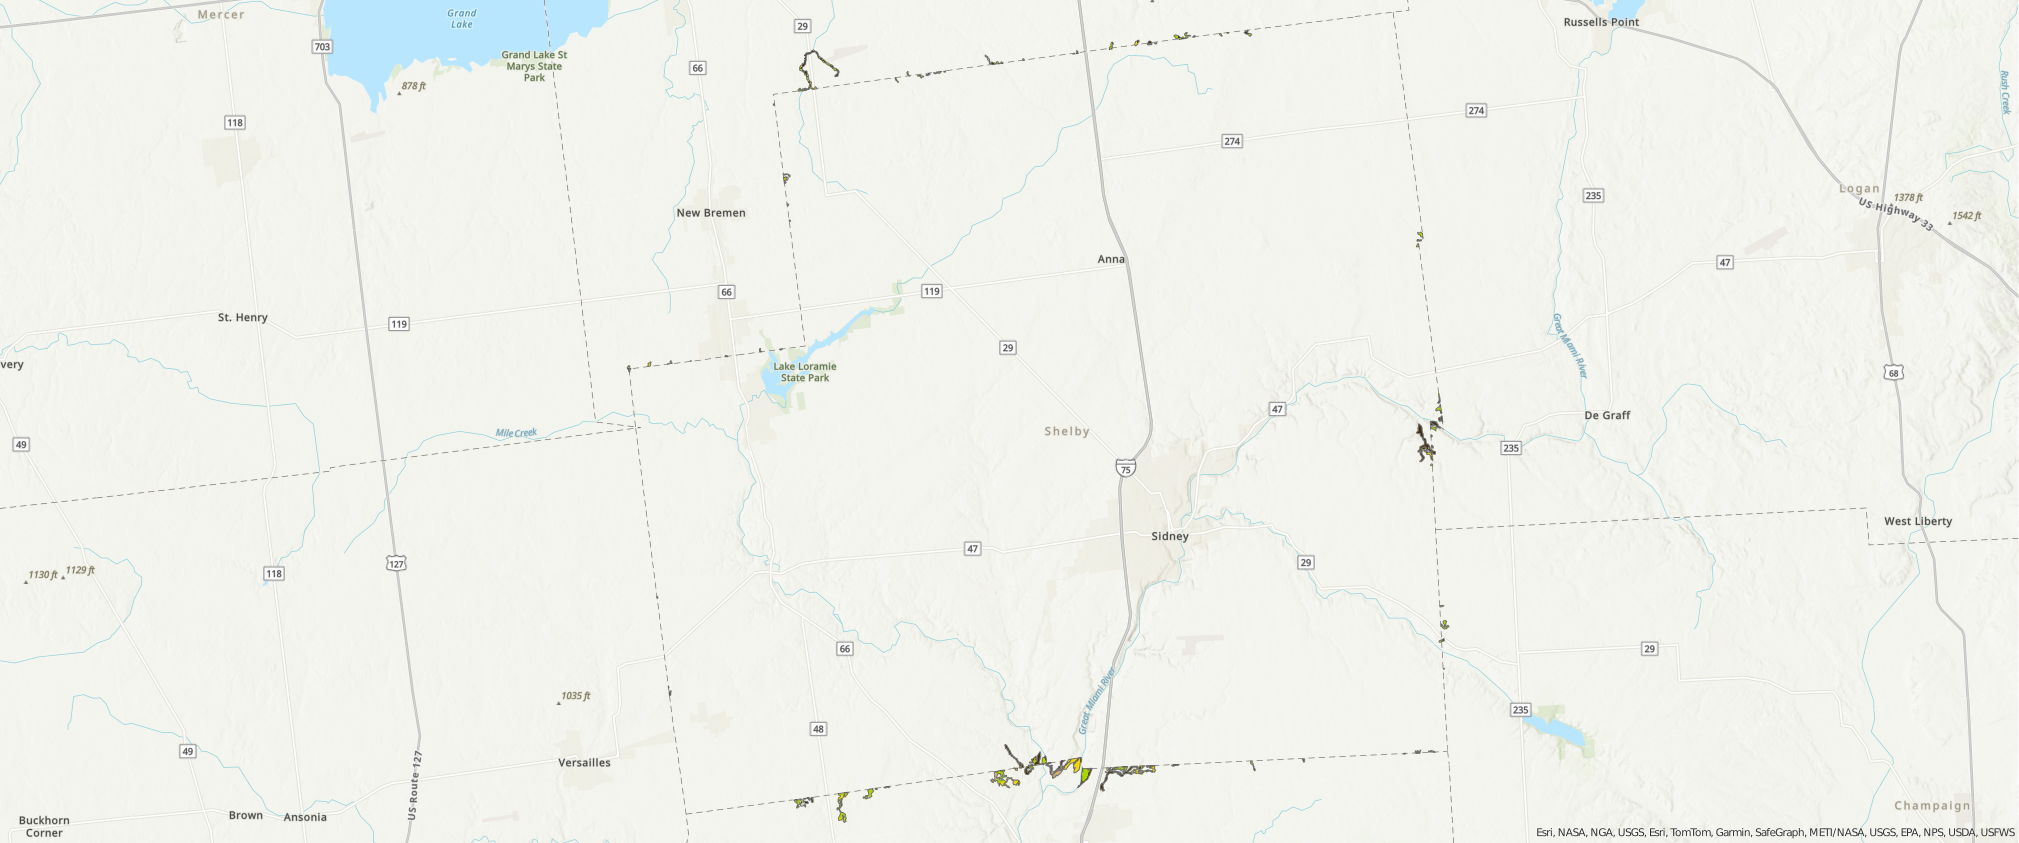 Mercer
Grand
Lake
29
Russells Point
703
Grand Lake St
Marys State
Park
66
878 ft
Rush Creek
118
274
274
235
Logan
1378 ft
US Highway 33
1542 ft
New Bremen
Anna
47
66
119
St. Henry
119
Great Miami River
29
very
Lake Loramie
State Park
68
47
De Graff
Mile Creek
Shelby
49
235
75
West Liberty
Sidney
47
127
29
1130 ft
1129 ft
118
66
29
1035 ft
Great Miami River
235
48
49
Versailles
US Route 127
Buckhorn
Corner
Brown
Ansonia
Champaign
Esri, NASA, NGA, USGS, Esri, TomTom, Garmin, SafeGraph, METI/NASA, USGS, EPA, NPS, USDA, USFWS